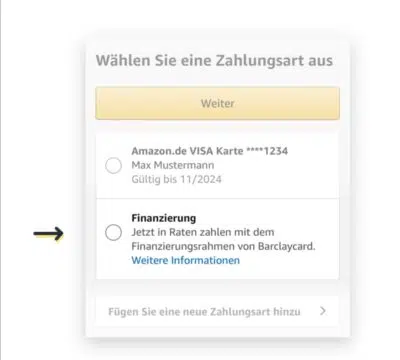 Wählen Sie eine Zahlungsart aus
Weiter
Amazon.de VISA Karte ****1234
Max Mustermann
Gültig bis 11/2024
Finanzierung
Jetzt in Raten zahlen mit dem
Finanzierungsrahmen von Barclaycard.
Weitere Informationen
Fügen Sie eine neue Zahlungsart hinzu